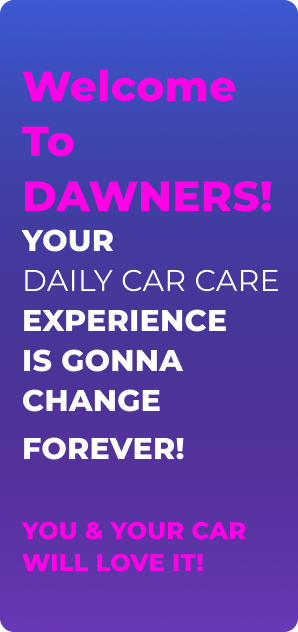 Welcome
To
DAWNERS!
YOUR
DAILY CAR CARE
EXPERIENCE
IS GONNA
CHANGE
FOREVER!
YOU & YOUR CAR
WILL LOVE IT!